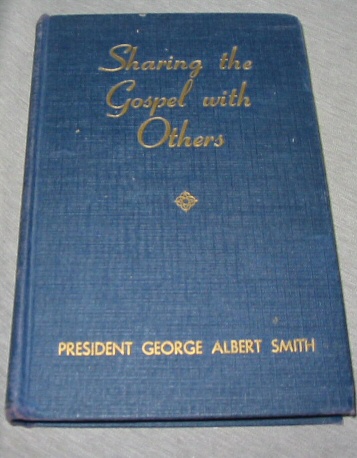 Sharing the
Gospel with
Others
PRESIDENT GEORGE ALBERT SMITH